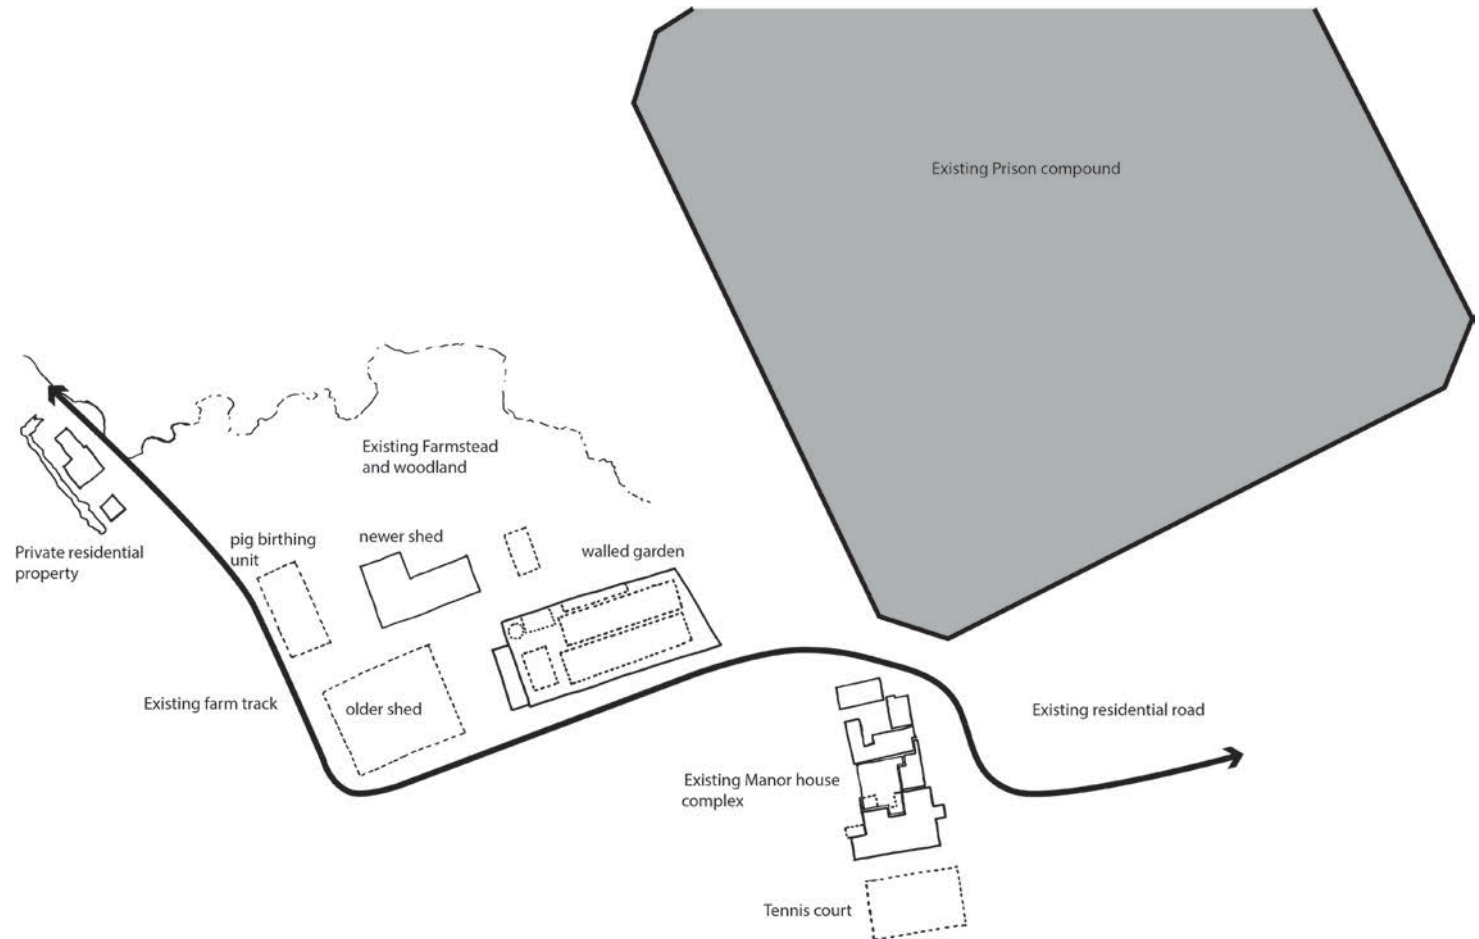 Existing Prison compound
Existing Farmstead
and woodland
pig birthing
unit
newer shed
walled garden
Private residential
property
Existing farm track
older shed
Existing residential road
Existing Manor house
complex
Tennis court